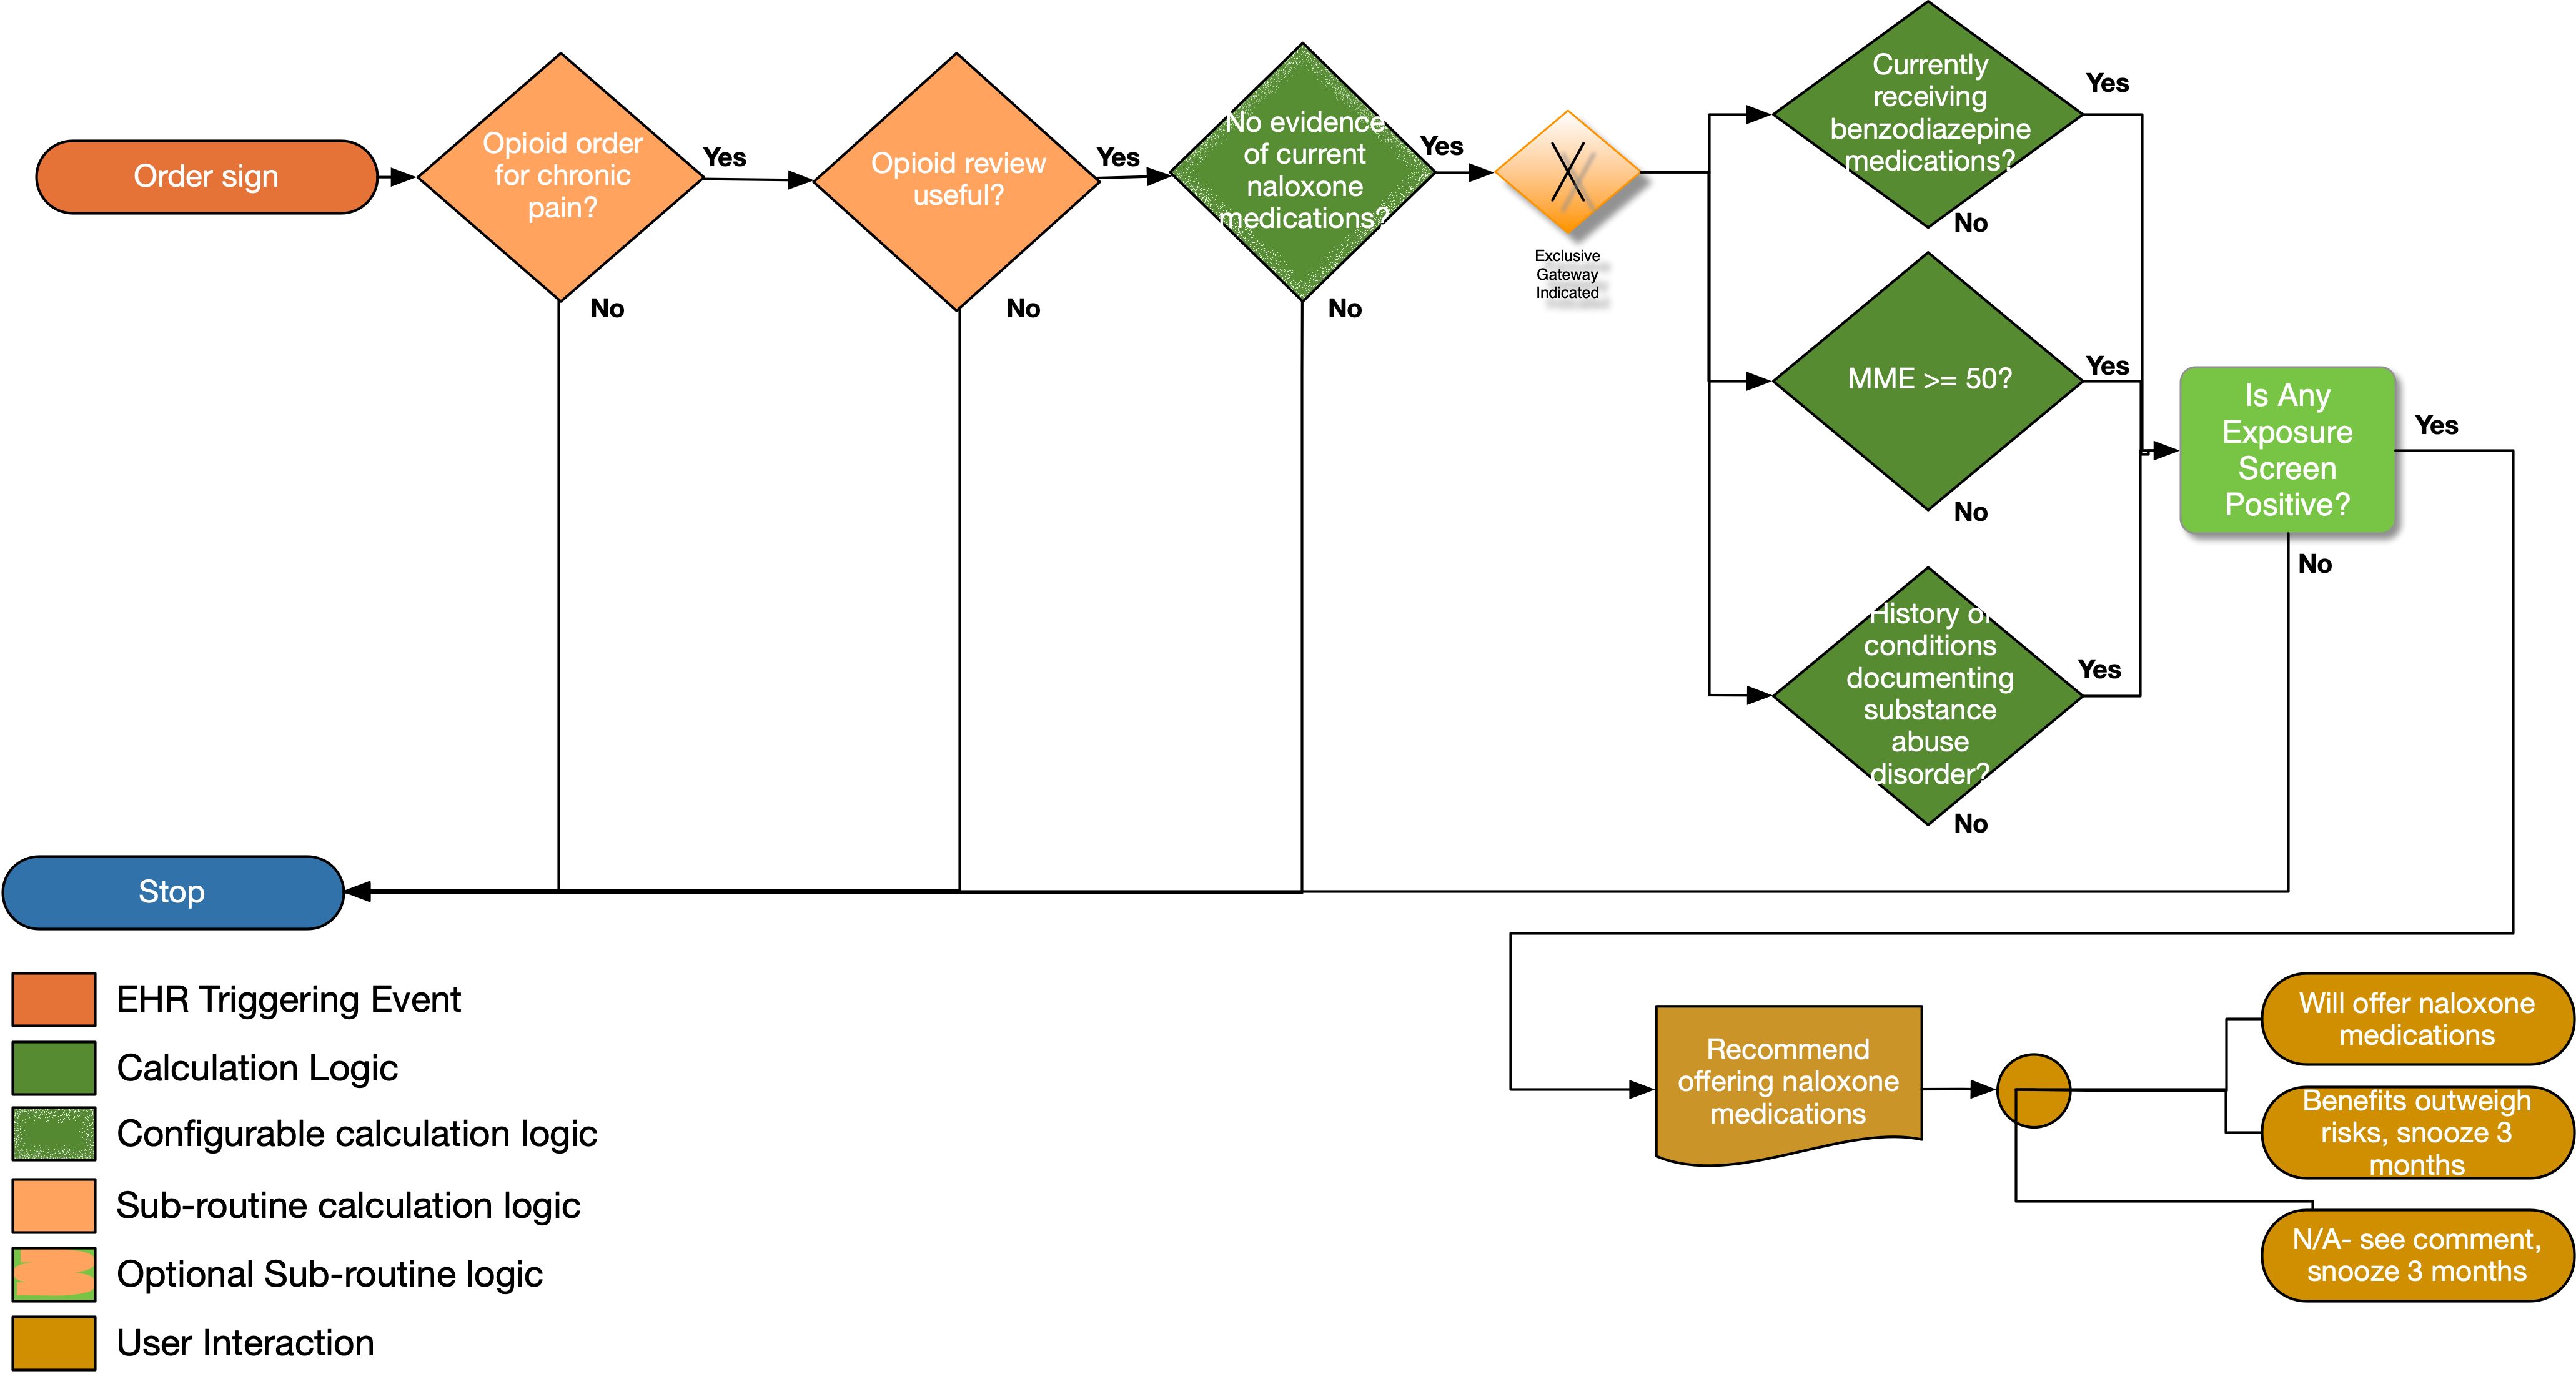 Order sign
Opioid order
for chronic
pain?
Yes
No
Opioid review
useful?
Yes
No
No evidence
of current
naloxone
medications?
Yes
No
Exclusive
Gateway
Indicated
Currently
receiving
benzodiazepine
medications?
Yes
No
MME >= 50?
Yes
No
History of
conditions
documenting
substance
abuse
disorder?
Yes
No
Is Any
Exposure
Screen
Positive?
Yes
No
Stop
Recommend
offering naloxone
medications
Will offer naloxone
medications
Benefits outweigh
risks, snooze 3
months
N/A- see comment,
snooze 3 months
EHR Triggering Event
Calculation Logic
Configurable calculation logic
Sub-routine calculation logic
Optional Sub-routine logic
User Interaction